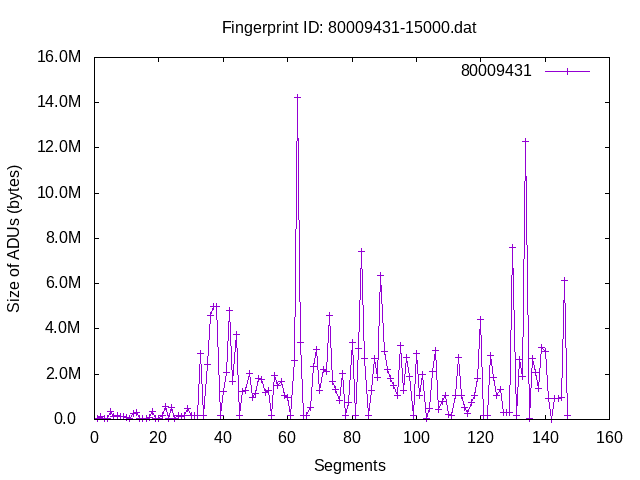 Fingerprint ID: 80009431-15000.dat
16.0M
80009431
14.0M
12.0M
10.0M
8.0M
6.0M
4.0M
2.0M
0.0
Size of ADUs (bytes)
0 20 40 60 80 100 120 140 160
Segments